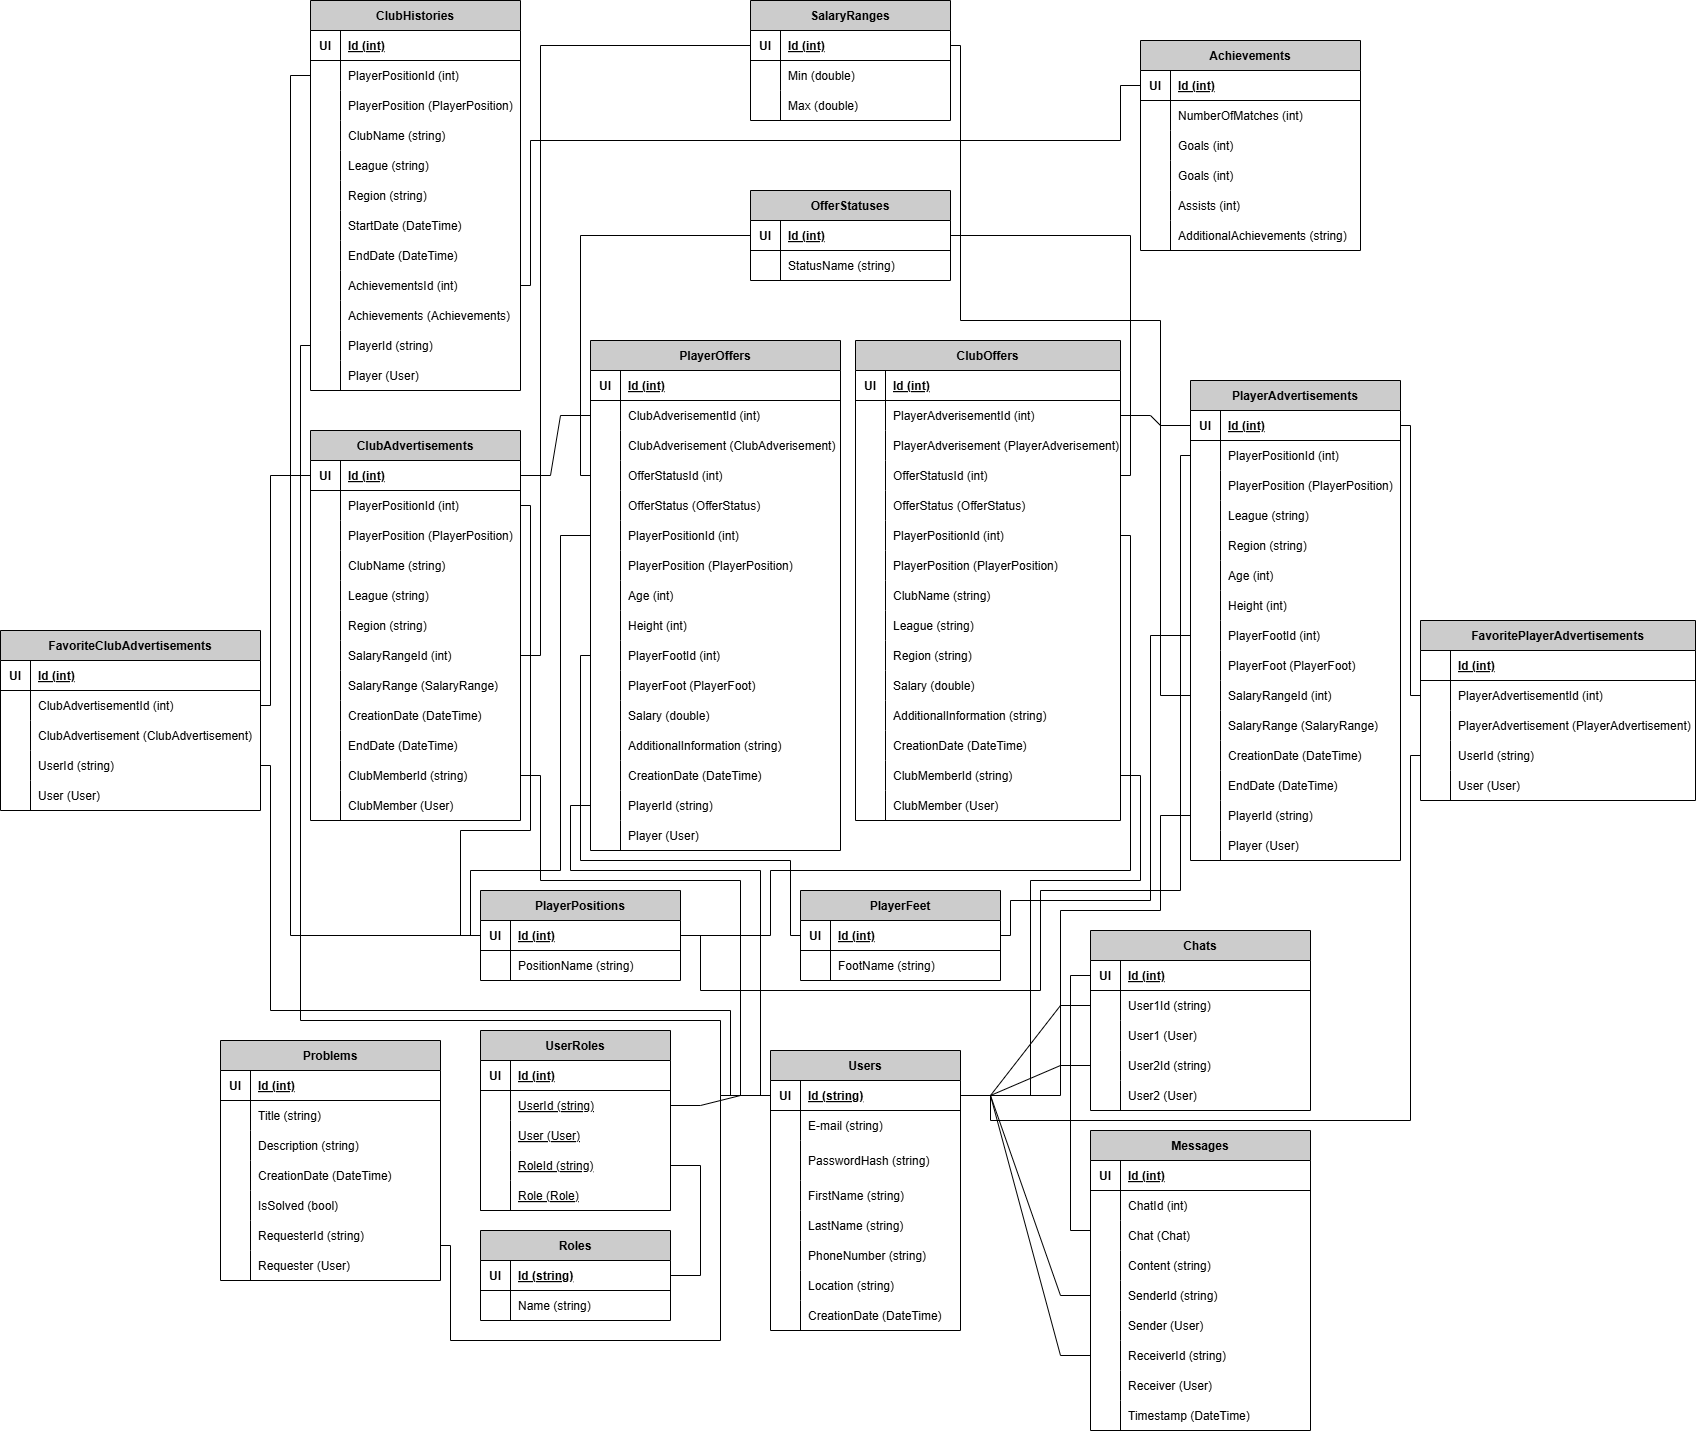 ClubHistories
UI Id (int)
PlayerPositionId (int)
PlayerPosition (PlayerPosition)
ClubName (string)
League (string)
Region (string)
StartDate (DateTime)
EndDate (DateTime)
AchievementsId (int)
Achievements (Achievements)
PlayerId (string)
Player (User)
SalaryRanges
UI Id (int)
Min (double)
Max (double)
Achievements
UI Id (int)
NumberOfMatches (int)
Goals (int)
Goals (int)
Assists (int)
AdditionalAchievements (string)
OfferStatuses
UI Id (int)
StatusName (string)
PlayerOffers
UI Id (int)
ClubAdverisementId (int)
ClubAdverisement (ClubAdverisement)
OfferStatusId (int)
OfferStatus (OfferStatus)
PlayerPositionId (int)
PlayerPosition (PlayerPosition)
Age (int)
Height (int)
PlayerFootId (int)
PlayerFoot (PlayerFoot)
Salary (double)
AdditionalInformation (string)
CreationDate (DateTime)
PlayerId (string)
Player (User)
ClubOffers
UI Id (int)
PlayerAdverisementId (int)
PlayerAdverisement (PlayerAdverisement)
OfferStatusId (int)
OfferStatus (OfferStatus)
PlayerPositionId (int)
PlayerPosition (PlayerPosition)
ClubName (string)
League (string)
Region (string)
Salary (double)
AdditionalInformation (string)
CreationDate (DateTime)
ClubMemberId (string)
ClubMember (User)
PlayerAdvertisements
UI Id (int)
PlayerPositionId (int)
PlayerPosition (PlayerPosition)
League (string)
Region (string)
Age (int)
Height (int)
PlayerFootId (int)
PlayerFoot (PlayerFoot)
SalaryRangeId (int)
SalaryRange (SalaryRange)
CreationDate (DateTime)
EndDate (DateTime)
PlayerId (string)
Player (User)
ClubAdvertisements
UI Id (int)
PlayerPositionId (int)
PlayerPosition (PlayerPosition)
ClubName (string)
League (string)
Region (string)
SalaryRangeId (int)
SalaryRange (SalaryRange)
CreationDate (DateTime)
EndDate (DateTime)
ClubMemberId (string)
ClubMember (User)
FavoriteClubAdvertisements
UI Id (int)
ClubAdvertisementId (int)
ClubAdvertisement (ClubAdvertisement)
UserId (string)
User (User)
FavoritePlayerAdvertisements
Id (int)
PlayerAdvertisementId (int)
PlayerAdvertisement (PlayerAdvertisement)
UserId (string)
User (User)
PlayerPositions
UI Id (int)
PositionName (string)
PlayerFeet
UI Id (int)
FootName (string)
Chats
UI Id (int)
User1Id (string)
User1 (User)
User2Id (string)
User2 (User)
Problems
UI Id (int)
Title (string)
Description (string)
CreationDate (DateTime)
IsSolved (bool)
RequesterId (string)
Requester (User)
UserRoles
UI Id (int)
UserId (string)
User (User)
RoleId (string)
Role (Role)
Roles
UI Id (string)
Name (string)
Users
UI Id (string)
E-mail (string)
PasswordHash (string)
FirstName (string)
LastName (string)
PhoneNumber (string)
Location (string)
CreationDate (DateTime)
Messages
UI Id (int)
ChatId (int)
Chat (Chat)
Content (string)
SenderId (string)
Sender (User)
ReceiverId (string)
Receiver (User)
Timestamp (DateTime)